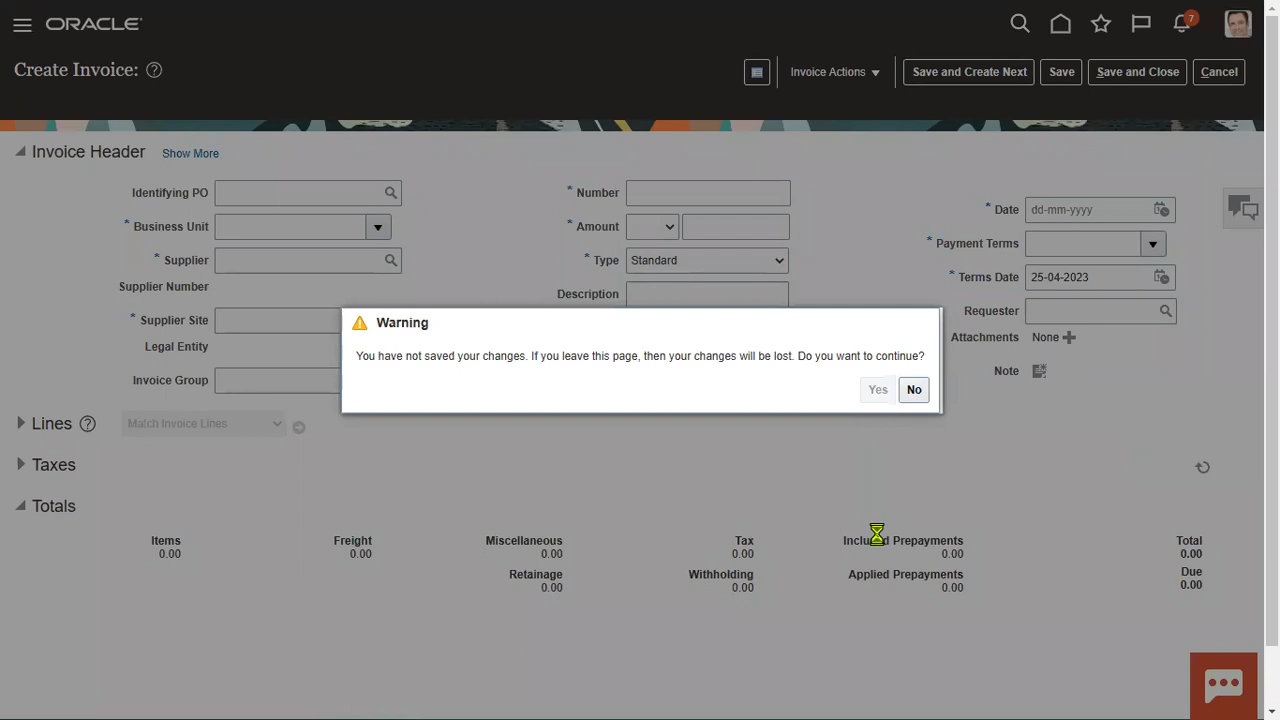 ORACLE
7
Create Invoice:
Invoice Actions
Save and Create Next
Save
Save and Close
Cancel
Invoice Header
Show More
Identifying PO
* Business Unit
* Supplier
Supplier Number
* Supplier Site
Legal Entity
Invoice Group
* Number
* Amount
* Type Standard
Description
* Date dd-mm-yyyy
* Payment Terms
* Terms Date 25-04-2023
Requester
Attachments None
Note
Warning
You have not saved your changes. If you leave this page, then your changes will be lost. Do you want to continue?
Yes No
Lines
Match Invoice Lines
Taxes
Totals
Items
0.00
Freight
0.00
Miscellaneous
0.00
Retainage
0.00
Tax
0.00
Withholding
0.00
Included Prepayments
0.00
Applied Prepayments
0.00
Total
0.00
Due
0.00